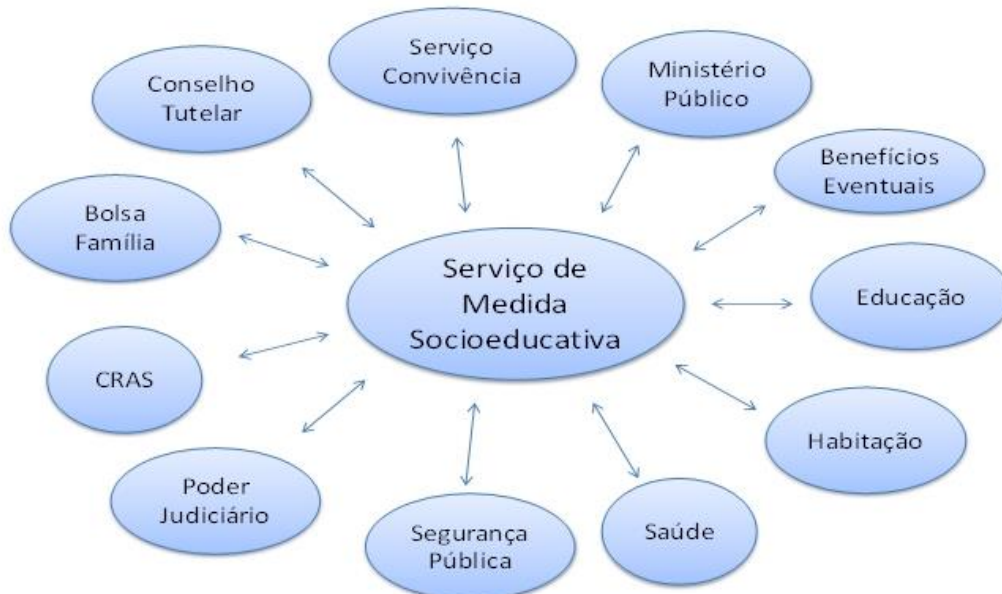 Serviço
Convivência
Conselho
Tutelar
Ministério
Público
Benefícios
Eventuais
Bolsa
Família
Serviço de
Medida
Socioeducativa
Educação
CRAS
Habitação
Poder
Judiciário
Segurança
Pública
Saúde